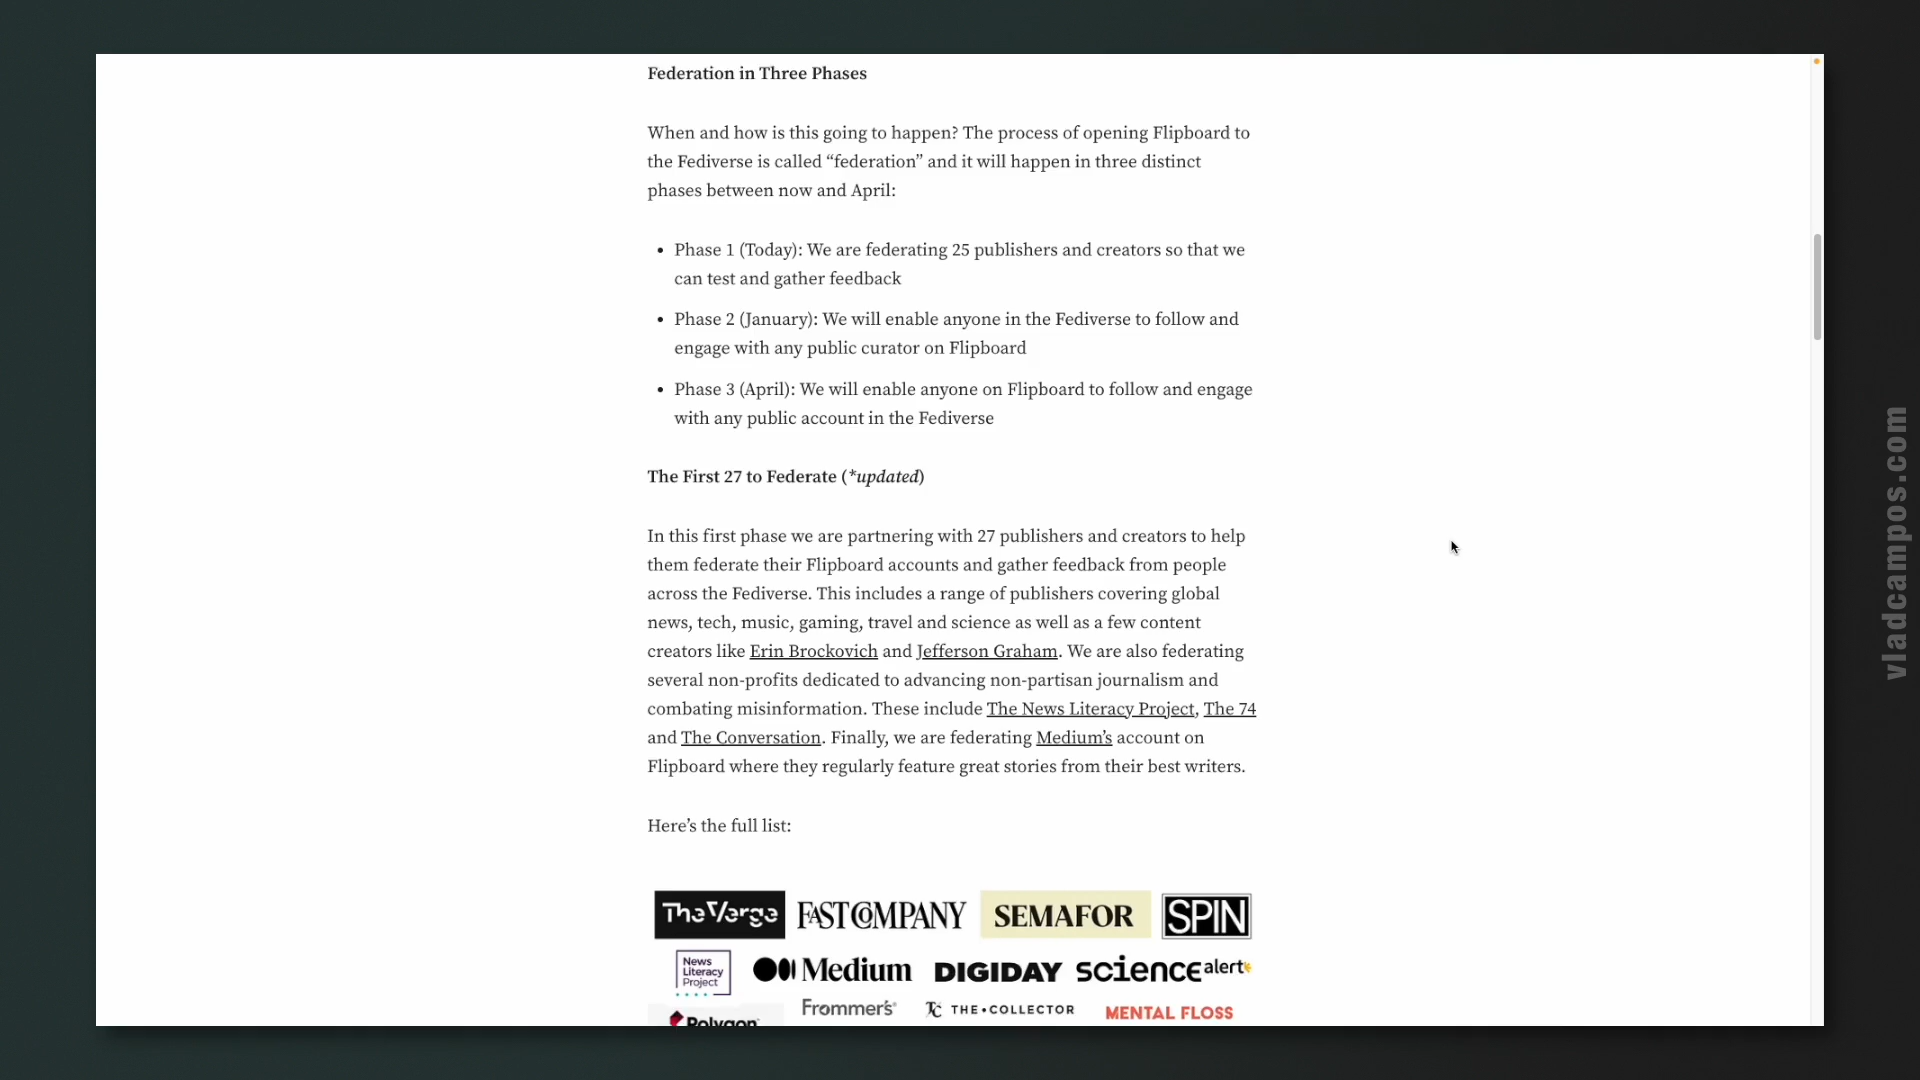 Federation in Three Phases
When and how is this going to happen? The process of opening Flipboard to
the Fediverse is called “federation” and it will happen in three distinct
phases between now and April:
• Phase 1 (Today): We are federating 25 publishers and creators so that we
can test and gather feedback
• Phase 2 (January): We will enable anyone in the Fediverse to follow and
engage with any public curator on Flipboard
• Phase 3 (April): We will enable anyone on Flipboard to follow and engage
with any public account in the Fediverse
The First 27 to Federate (*updated)
In this first phase we are partnering with 27 publishers and creators to help
them federate their Flipboard accounts and gather feedback from people
across the Fediverse. This includes a range of publishers covering global
news, tech, music, gaming, travel and science as well as a few content
creators like Erin Brockovich and Jefferson Graham. We are also federating
several non-profits dedicated to advancing non-partisan journalism and
combating misinformation. These include The News Literacy Project, The 74
and The Conversation. Finally, we are federating Medium’s account on
Flipboard where they regularly feature great stories from their best writers.
Here’s the full list:
The Verge FAST COMPANY SEMAFOR SPIN
News
Literacy
Project
Medium DIGIDAY science alert
Polygon Frommer's TC THE•COLLECTOR MENTAL FLOSS
vladcampos.com